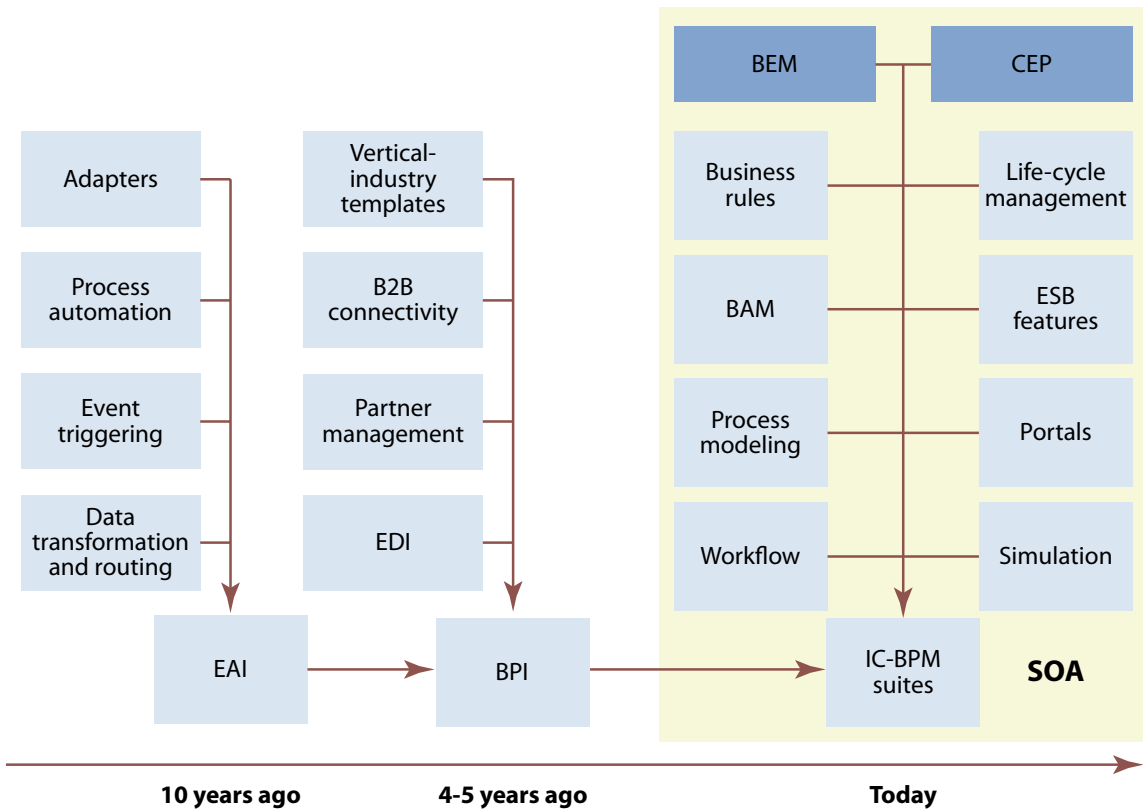 BEM
CEP
Adapters
Process
automation
Event
triggering
Data
transformation
and routing
EAI
Vertical-
industry
templates
B2B
connectivity
Partner
management
EDI
BPI
Business
rules
Life-cycle
management
BAM
ESB
features
Process
modeling
Portals
Workflow
Simulation
IC-BPM
suites
SOA
10 years ago
4-5 years ago
Today